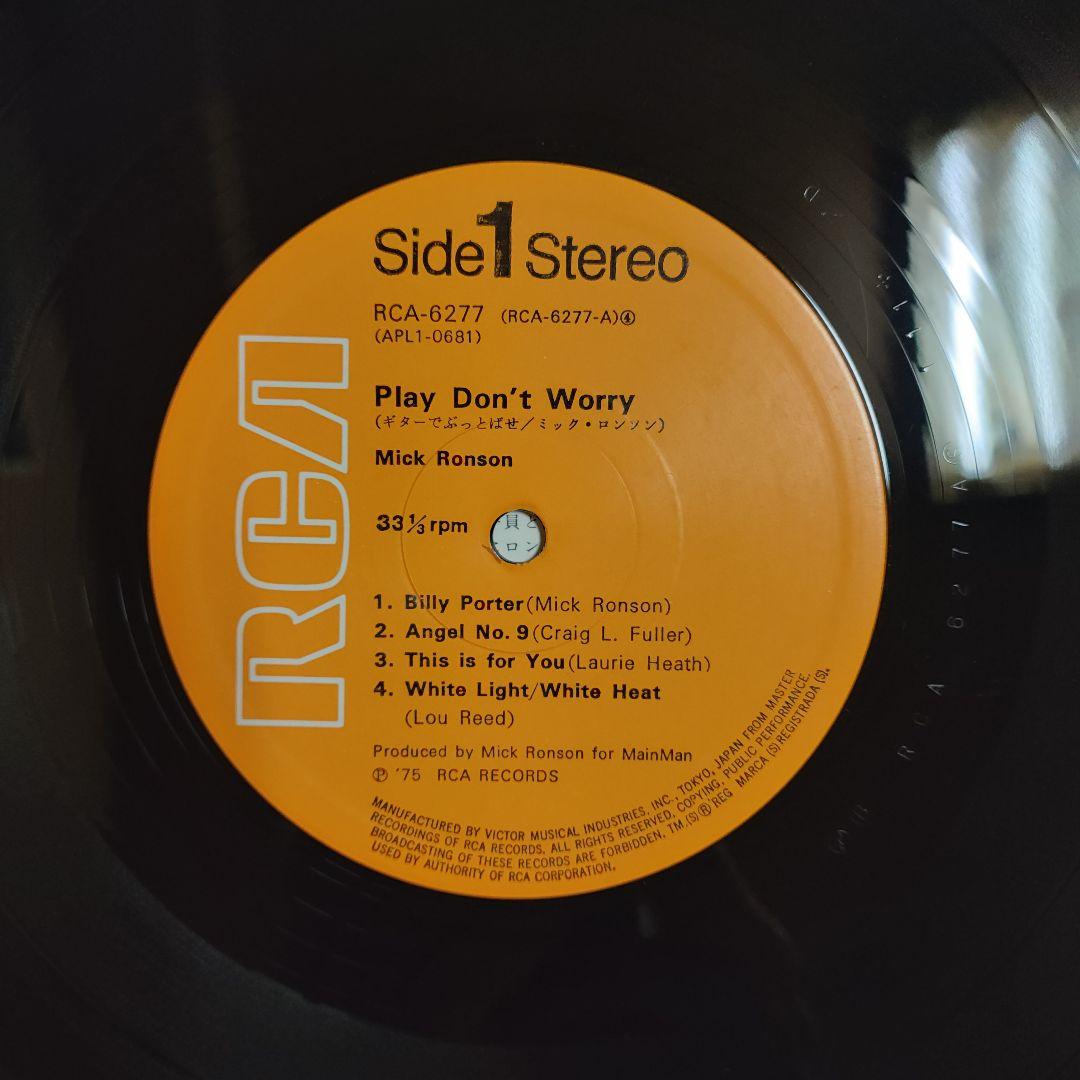 Side 1 Stereo
RCA-6277 (RCA-6277-A)④
(APL1-0681)
Play Don't Worry
(ギターでぶっとばせ/ミック・ロンソン)
Mick Ronson
33⅓rpm
員
ロン
RCA
1. Billy Porter(Mick Ronson)
2. Angel No. 9(Craig L. Fuller)
3. This is for You(Laurie Heath)
4. White Light/White Heat
(Lou Reed)
Produced by Mick Ronson for MainMan
Ⓟ '75 RCA RECORDS
MANUFACTURED BY VICTOR MUSICAL INDUSTRIES, INC., TOKYO, JAPAN FROM MASTER
RECORDINGS OF RCA RECORDS. ALL RIGHTS RESERVED, COPYING, PUBLIC PERFORMANCE,
BROADCASTING OF THESE RECORDS ARE FORBIDDEN. TM.(S)® REG MARCA (S) REGISTRADA (S).
USED BY AUTHORITY OF RCA CORPORATION.
RCA 6277 A